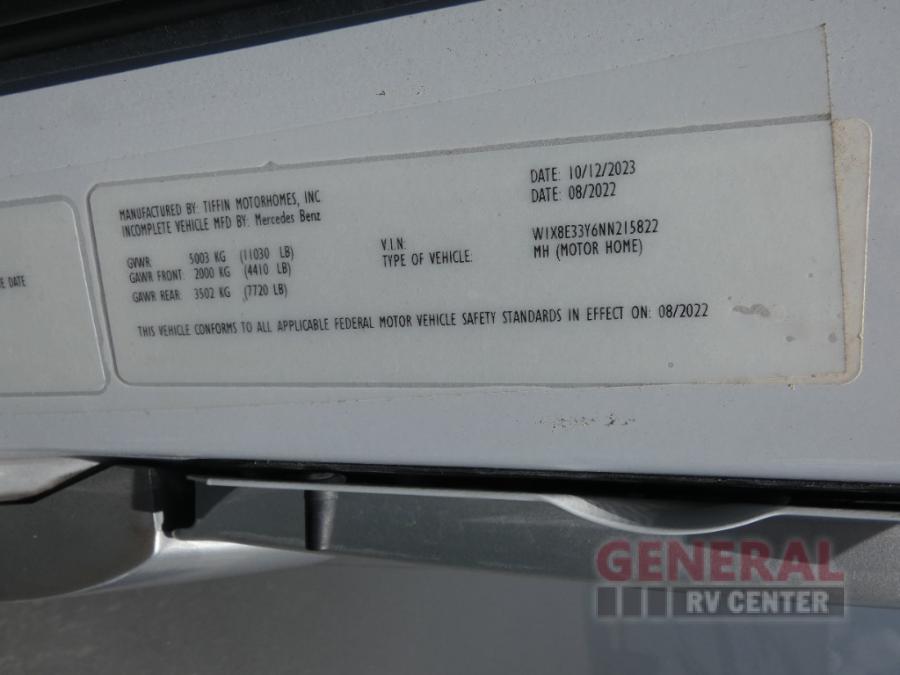 E DATE
MANUFACTURED BY: TIFFIN MOTORHOMES, INC DATE: 10/12/2023
INCOMPLETE VEHICLE MFD BY: Mercedes Benz DATE: 08/2022
GVWR: 5003 KG (11030 LB) V.I.N: W1X8E33Y6NN215822
GAWR FRONT: 2000 KG (4410 LB) TYPE OF VEHICLE: MH (MOTOR HOME)
GAWR REAR: 3502 KG (7720 LB)
THIS VEHICLE CONFORMS TO ALL APPLICABLE FEDERAL MOTOR VEHICLE SAFETY STANDARDS IN EFFECT ON: 08/2022
GENERAL
RV CENTER